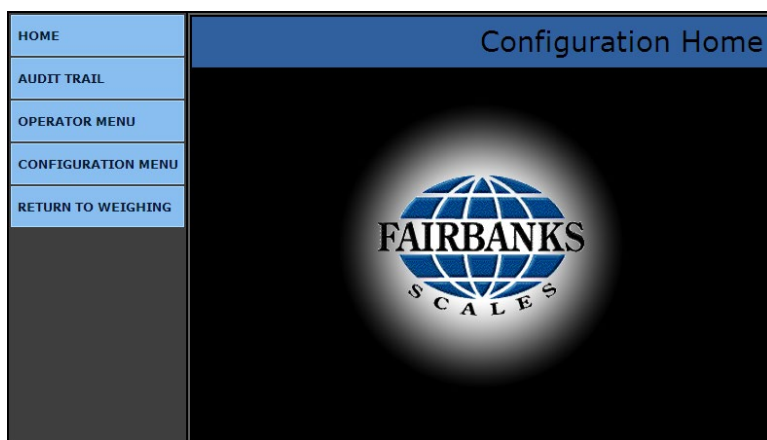 HOME
AUDIT TRAIL
OPERATOR MENU
CONFIGURATION MENU
RETURN TO WEIGHING
Configuration Home
FAIRBANKS
SCALES